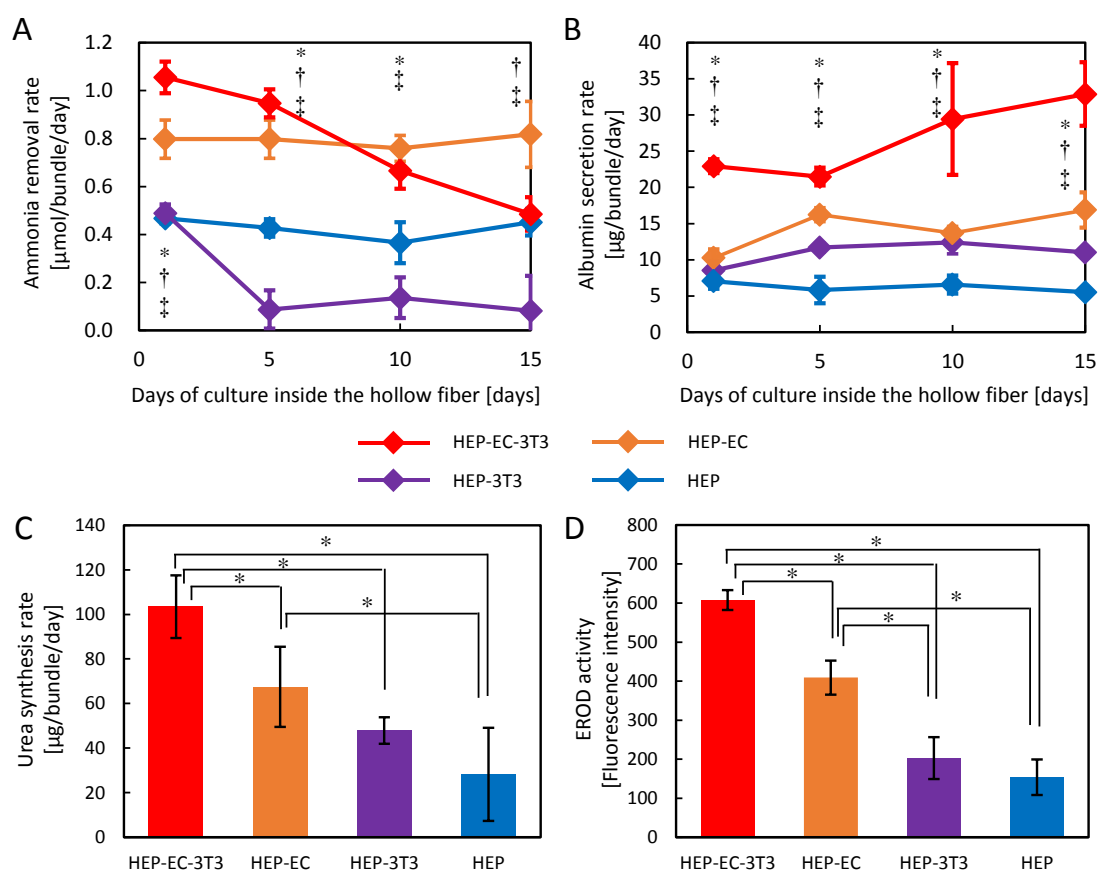 A
Ammonia removal rate
[µmol/bundle/day]
1.2
1.0
0.8
0.6
0.4
0.2
0.0
*
†
‡
*
†
‡
*
‡
†
‡
0
5
10
15
Days of culture inside the hollow fiber [days]
B
Albumin secretion rate
[µg/bundle/day]
40
35
30
25
20
15
10
5
0
*
†
‡
*
†
‡
*
†
‡
*
†
‡
0
5
10
15
Days of culture inside the hollow fiber [days]
HEP-EC-3T3
HEP-EC
HEP-3T3
HEP
C
Urea synthesis rate
[µg/bundle/day]
140
120
100
80
60
40
20
0
*
*
*
*
HEP-EC-3T3
HEP-EC
HEP-3T3
HEP
D
EROD activity
[Fluorescence intensity]
800
700
600
500
400
300
200
100
0
*
*
*
*
*
HEP-EC-3T3
HEP-EC
HEP-3T3
HEP